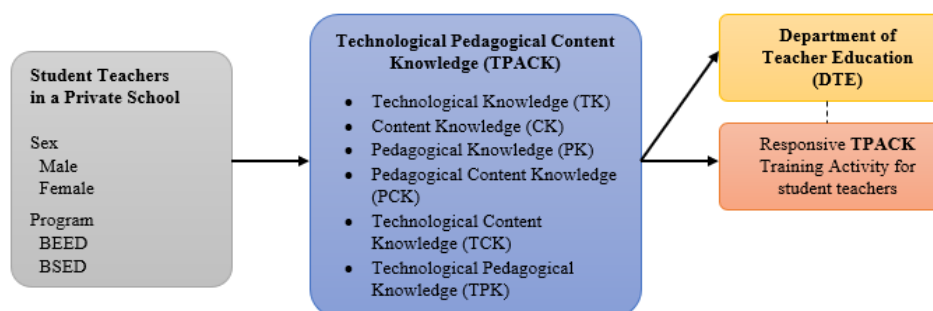 Student Teachers
in a Private School
Sex
Male
Female
Program
BEED
BSED
Technological Pedagogical Content
Knowledge (TPACK)
• Technological Knowledge (TK)
• Content Knowledge (CK)
• Pedagogical Knowledge (PK)
• Pedagogical Content Knowledge
(PCK)
• Technological Content
Knowledge (TCK)
• Technological Pedagogical
Knowledge (TPK)
Department of
Teacher Education
(DTE)
Responsive TPACK
Training Activity for
student teachers